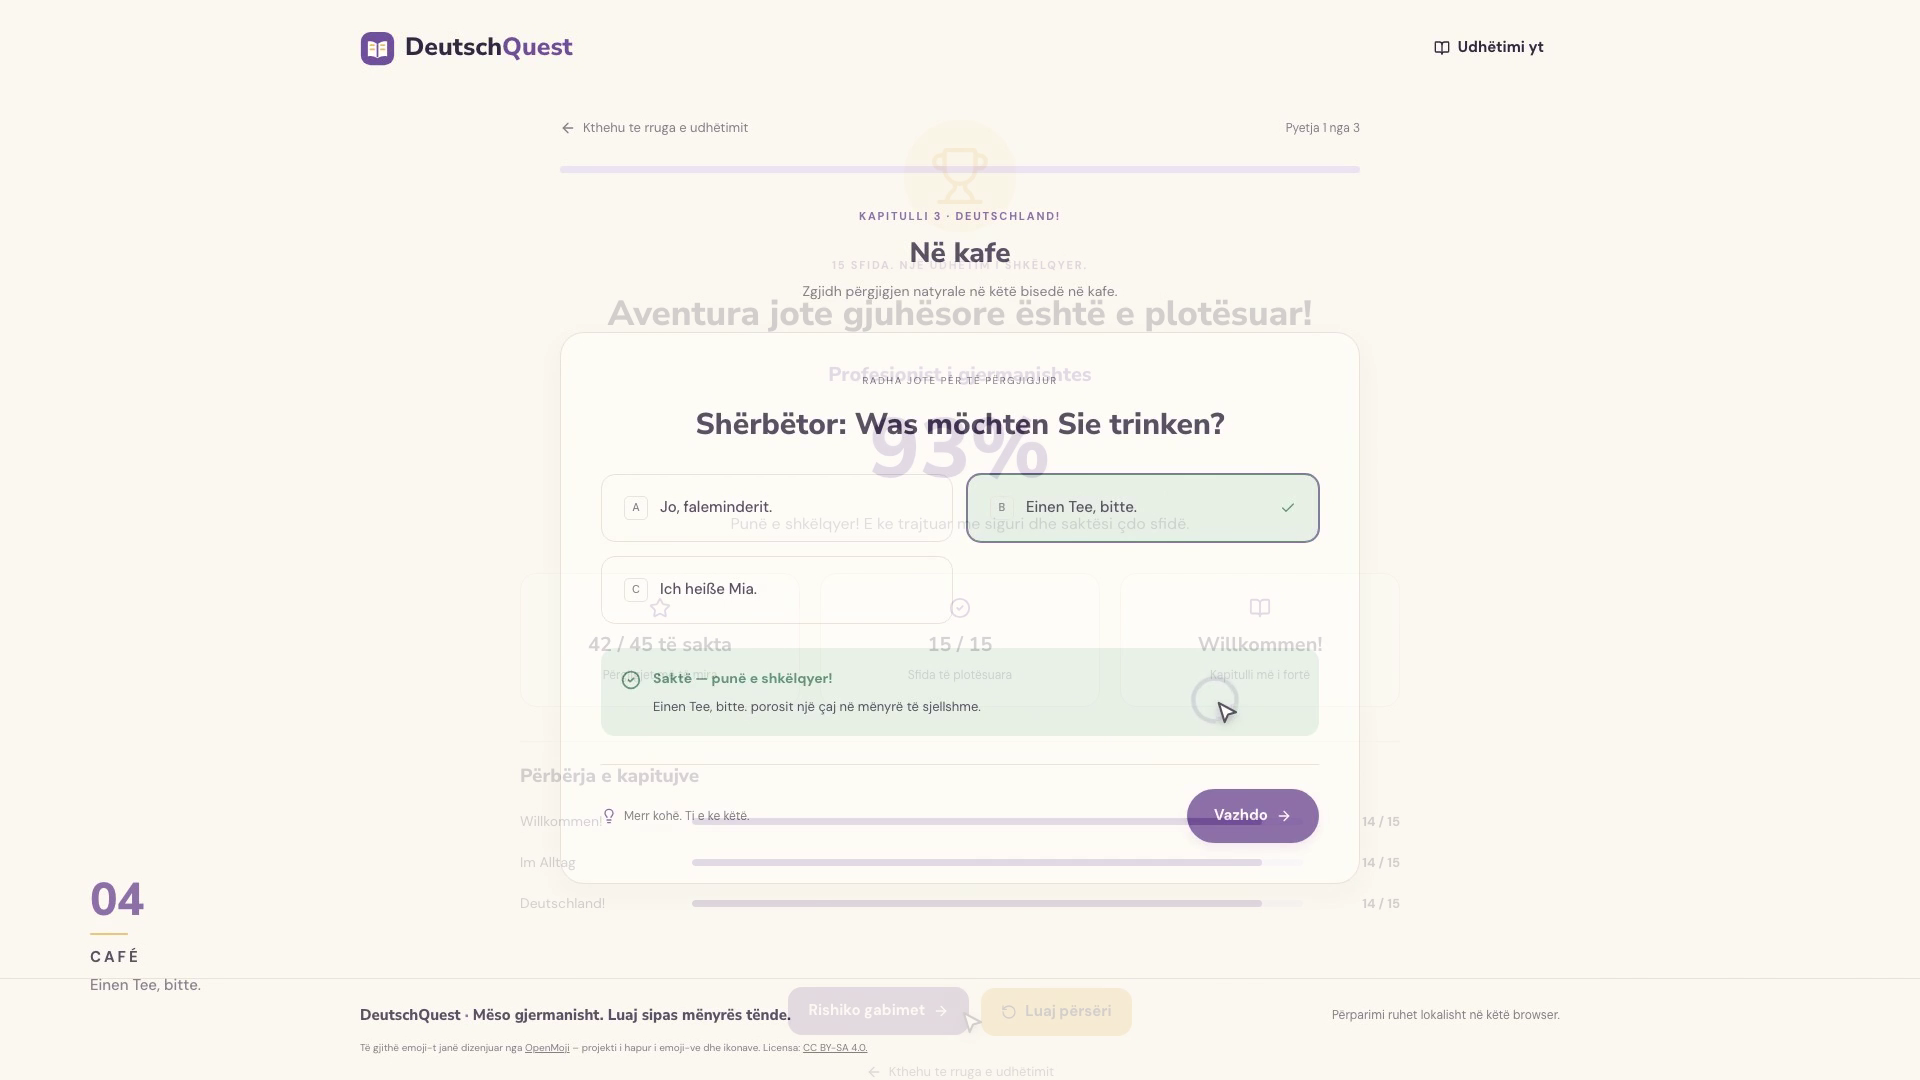 DeutschQuest
Udhëtimi yt
Kthehu te rruga e udhëtimit
Pyetja 1 nga 3
KAPITULLI 3 · DEUTSCHLAND!
Në kafe
15 SFIDA. NJË UDHËTIM I SHKËLQYER.
Zgjidh përgjigjen natyrale në këtë bisedë në kafe.
Aventura jote gjuhësore është e plotësuar!
Profesionist i gjermanishtes
RADHA JOTE PËR TË PËRGJIGJUR
Shërbëtor: Was möchten Sie trinken?
93%
A Jo, faleminderit.
B Einen Tee, bitte.
Punë e shkëlqyer! E ke trajtuar me siguri dhe saktësi çdo sfidë.
C Ich heiße Mia.
42 / 45 të sakta
15 / 15
Willkommen!
Sfida të plotësuara
Kapitulli më i fortë
Saktë — punë e shkëlqyer!
Einen Tee, bitte. porosit një çaj në mënyrë të sjellshme.
Përbërja e kapitujve
Merr kohë. Ti e ke këtë.
Vazhdo
Willkommen!
14 / 15
Im Alltag
14 / 15
Deutschland!
14 / 15
04
CAFÉ
Einen Tee, bitte.
DeutschQuest · Mëso gjermanisht. Luaj sipas mënyrës tënde.
Rishiko gabimet
Luaj përsëri
Përparimi ruhet lokalisht në këtë browser.
Të gjithë emoji-t janë dizenjuar nga OpenMoji – projekti i hapur i emoji-ve dhe ikonave. Licensa: CC BY-SA 4.0.
Kthehu te rruga e udhëtimit